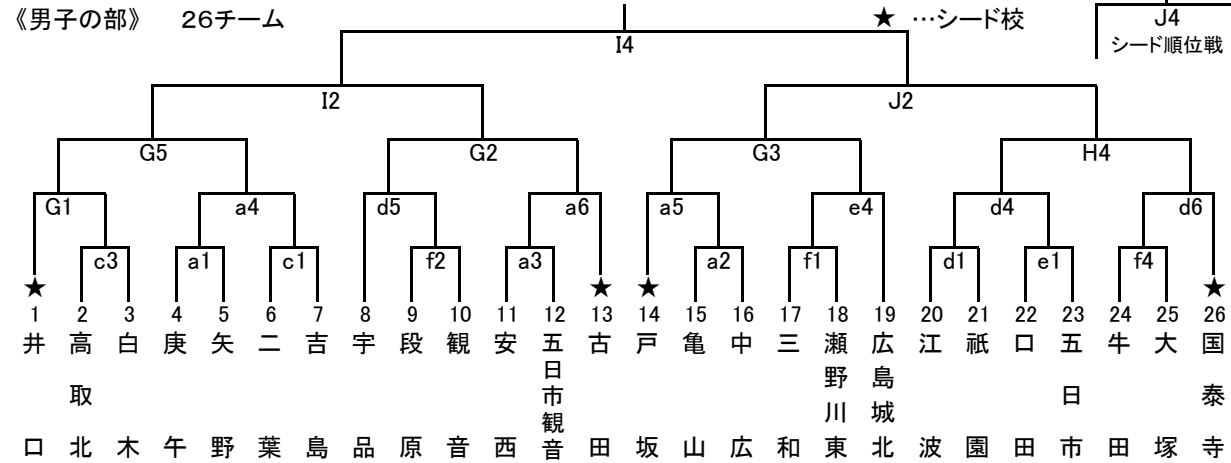 《男子の部》 26チーム
★ …シード校
J4
シード順位戦
I4
I2 J2
G5 G2 G3 H4
G1 a4 d5 a6 a5 e4 d4 d6
c3 a1 c1 f2 a3 a2 f1 d1 e1 f4
★ ★ ★ ★
1 2 3 4 5 6 7 8 9 10 11 12 13 14 15 16 17 18 19 20 21 22 23 24 25 26
井口
高取北
白木
庚午
矢野
二葉
吉島
宇品
段原
観音
安西
五日市観音
古田
戸坂
亀山
中広
三和
瀬野川東
広島城北
江波
祇園
口田
五日市
牛田
大塚
国泰寺